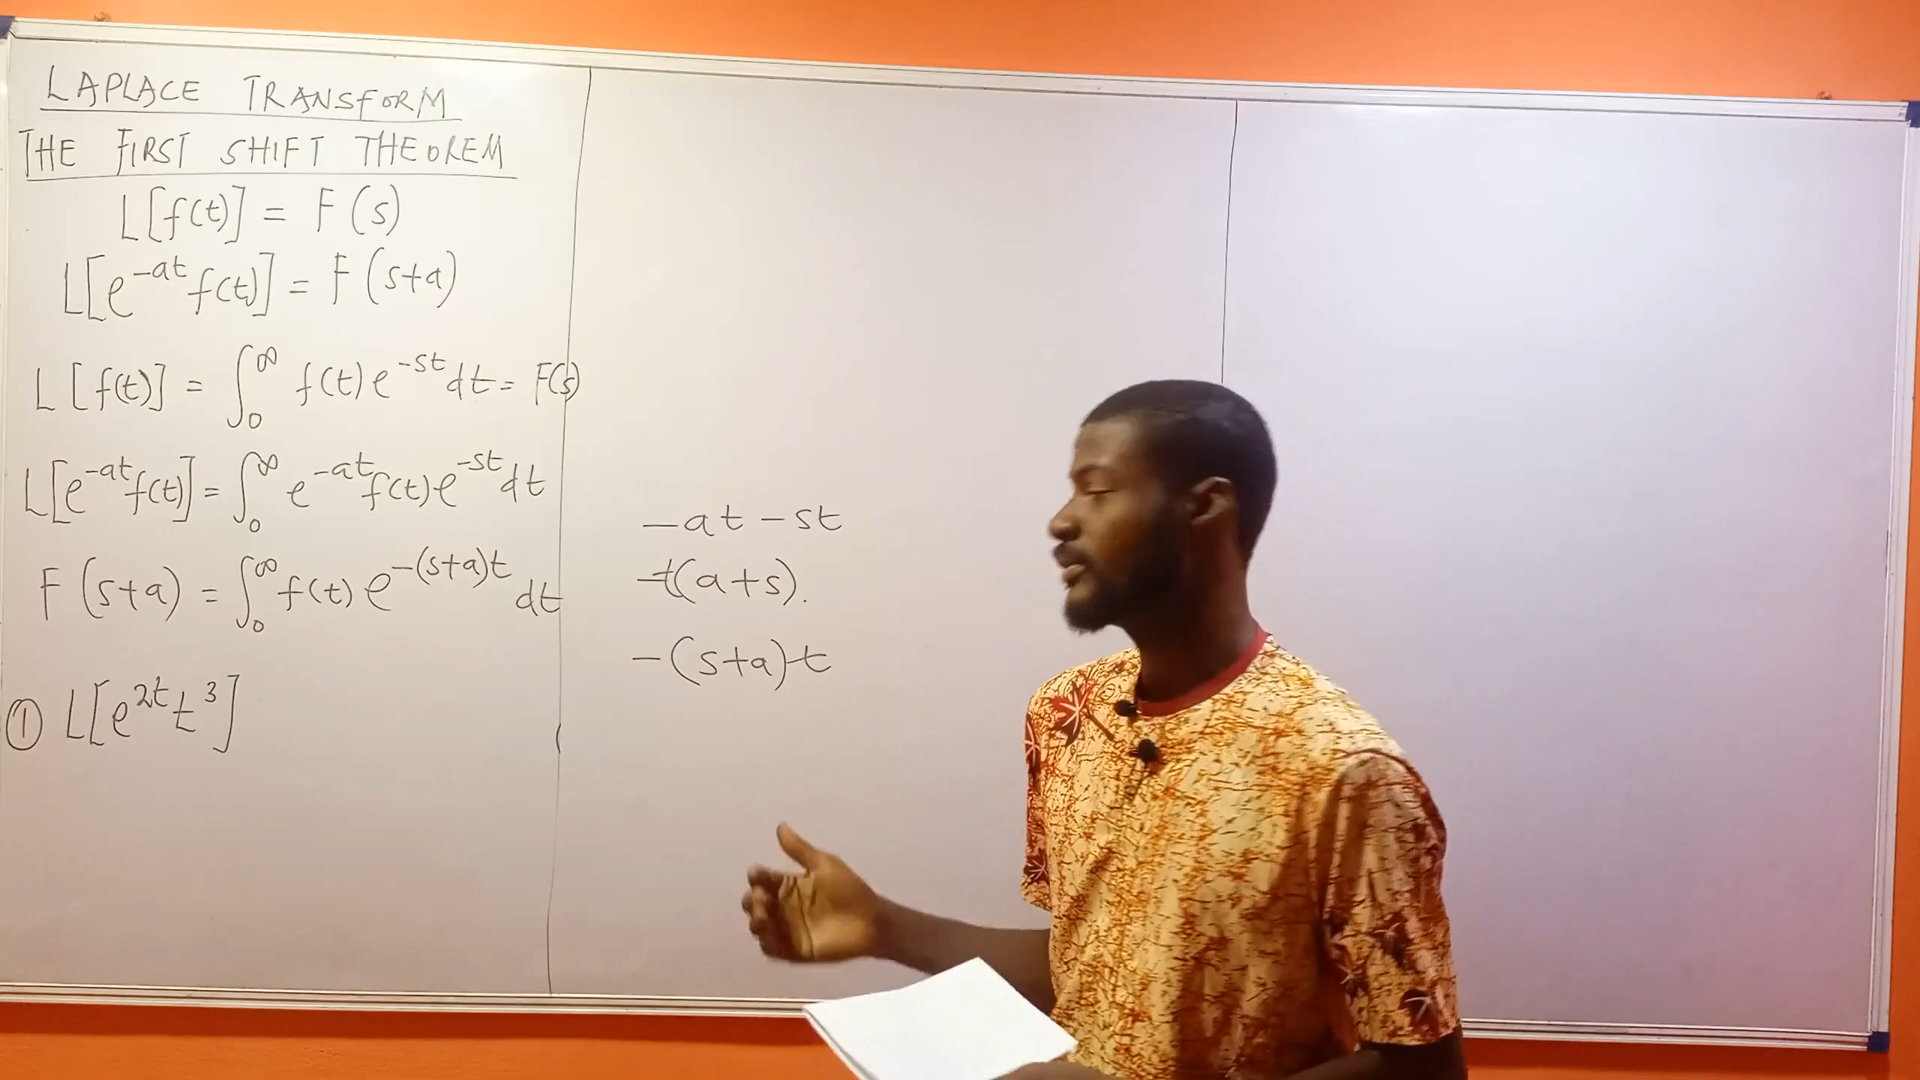 LAPLACE TRANSFORM
THE FIRST SHIFT THEOREM
L[f(t)] = F(s)
L[e^{-at}f(t)] = F(s+a)
L[f(t)] = ∫_0^∞ f(t)e^{-st}dt = F(s)
L[e^{-at}f(t)] = ∫_0^∞ e^{-at}f(t)e^{-st}dt
F(s+a) = ∫_0^∞ f(t)e^{-(s+a)t}dt
① L[e^{2t}t^3]
-at-st
-t(a+s).
-(s+a)t